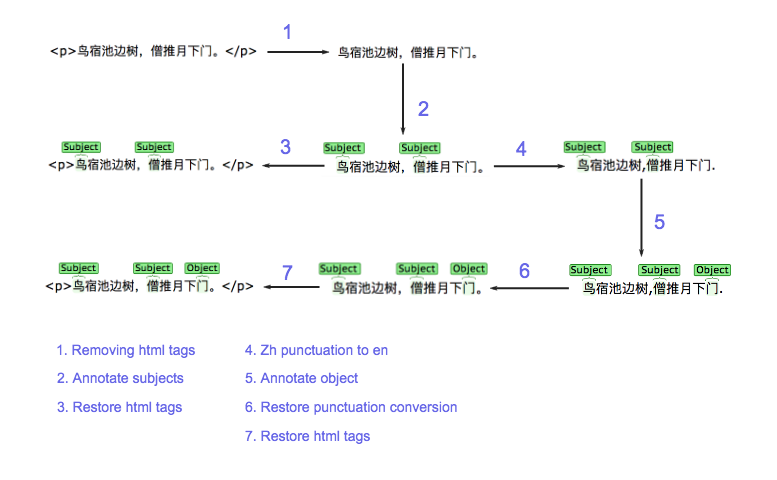 1
<p>鸟宿池边树，僧推月下门。</p>
鸟宿池边树，僧推月下门。
2
Subject Subject
<p>鸟宿池边树，僧推月下门。</p>
3
Subject Subject
鸟宿池边树，僧推月下门。
4
Subject Subject
鸟宿池边树,僧推月下门.
5
Subject Subject Object
<p>鸟宿池边树，僧推月下门。</p>
7
Subject Subject Object
鸟宿池边树，僧推月下门。
6
Subject Subject Object
鸟宿池边树,僧推月下门.
1. Removing html tags
2. Annotate subjects
3. Restore html tags
4. Zh punctuation to en
5. Annotate object
6. Restore punctuation conversion
7. Restore html tags